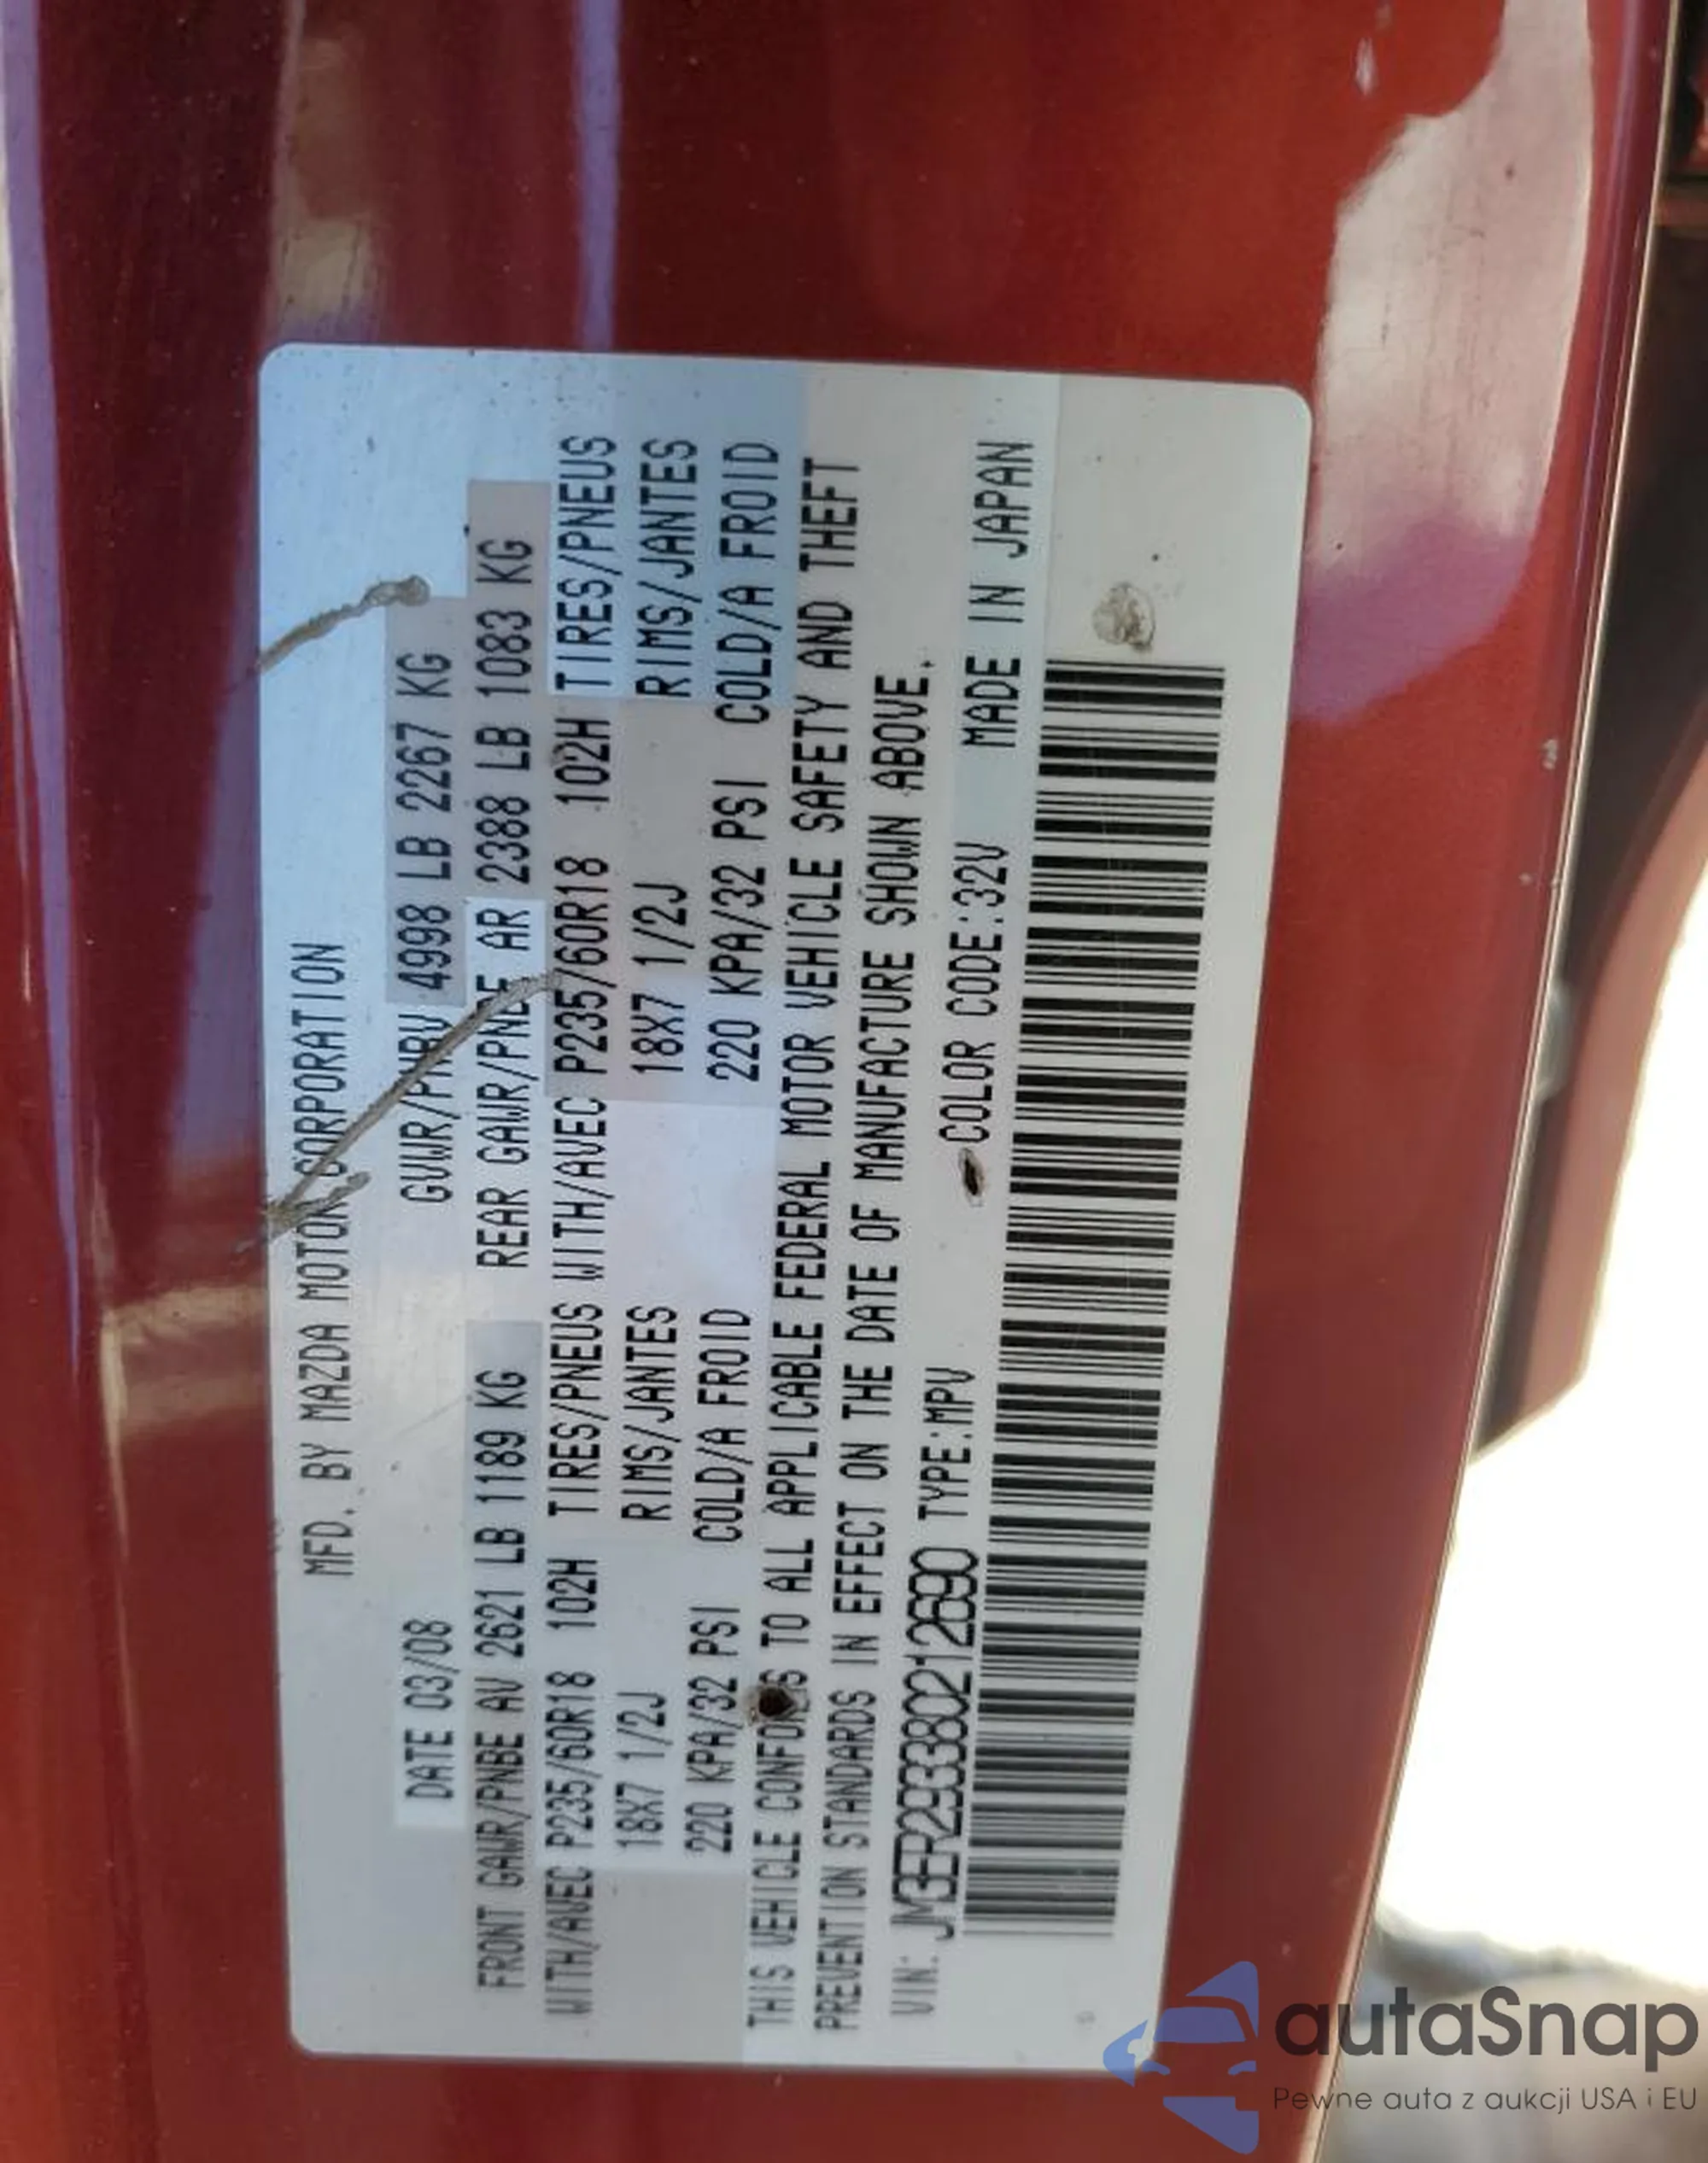 MFD. BY MAZDA MOTOR CORPORATION
DATE 03/08 GVWR/PNBV 4998 LB 2267 KG
FRONT GAWR/PNBE AV 2621 LB 1189 KG REAR GAWR/PNBE AR 2388 LB 1083 KG
WITH/AVEC P235/60R18 102H TIRES/PNEUS WITH/AVEC P235/60R18 102H TIRES/PNEUS
18X7 1/2J RIMS/JANTES 18X7 1/2J RIMS/JANTES
220 KPA/32 PSI COLD/A FROID 220 KPA/32 PSI COLD/A FROID
THIS VEHICLE CONFORMS TO ALL APPLICABLE FEDERAL MOTOR VEHICLE SAFETY AND THEFT
PREVENTION STANDARDS IN EFFECT ON THE DATE OF MANUFACTURE SHOWN ABOVE.
VIN: JM3ER293380212690 TYPE:MPV COLOR CODE:32V MADE IN JAPAN
autaSnap
Pewne auta z aukcji USA i EU